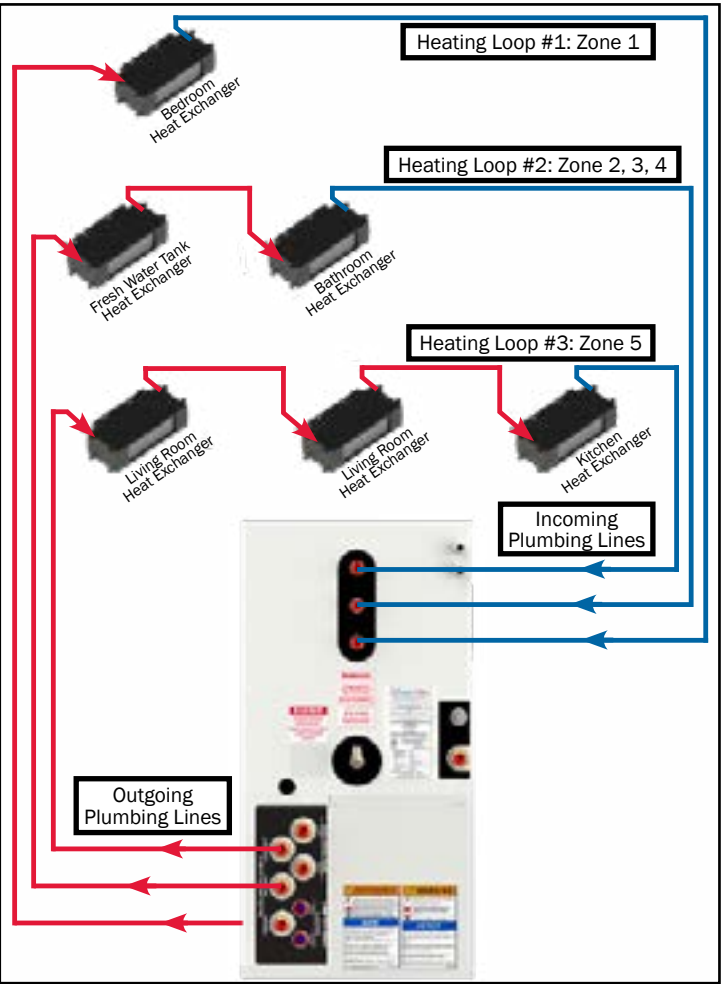 Heating Loop #1: Zone 1
Bedroom
Heat Exchanger
Heating Loop #2: Zone 2, 3, 4
Fresh Water Tank
Heat Exchanger
Bathroom
Heat Exchanger
Heating Loop #3: Zone 5
Living Room
Heat Exchanger
Living Room
Heat Exchanger
Kitchen
Heat Exchanger
Incoming
Plumbing Lines
Outgoing
Plumbing Lines